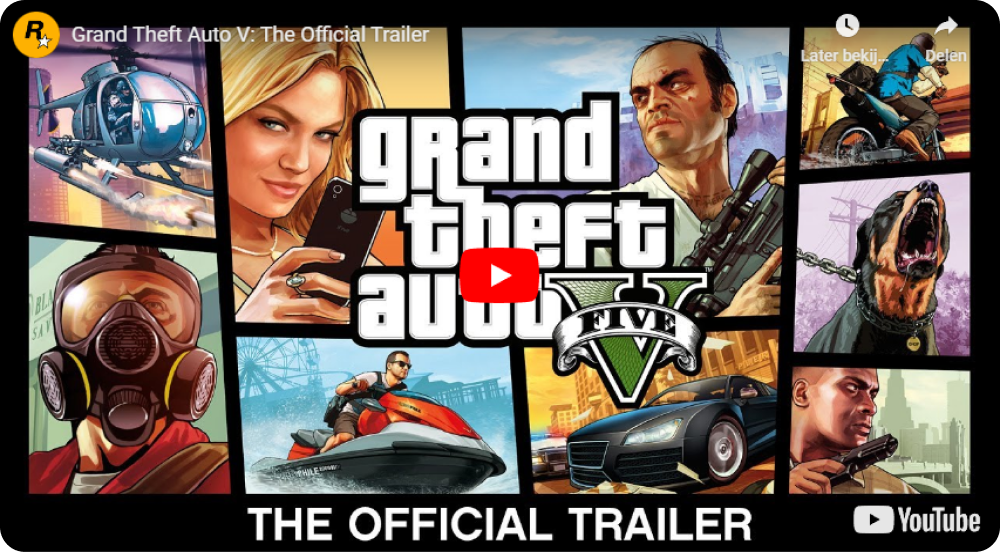 R
Grand Theft Auto V: The Official Trailer
Later bekij...
Delen
grand
theft
auto
V
FIVE
THE OFFICIAL TRAILER
YouTube